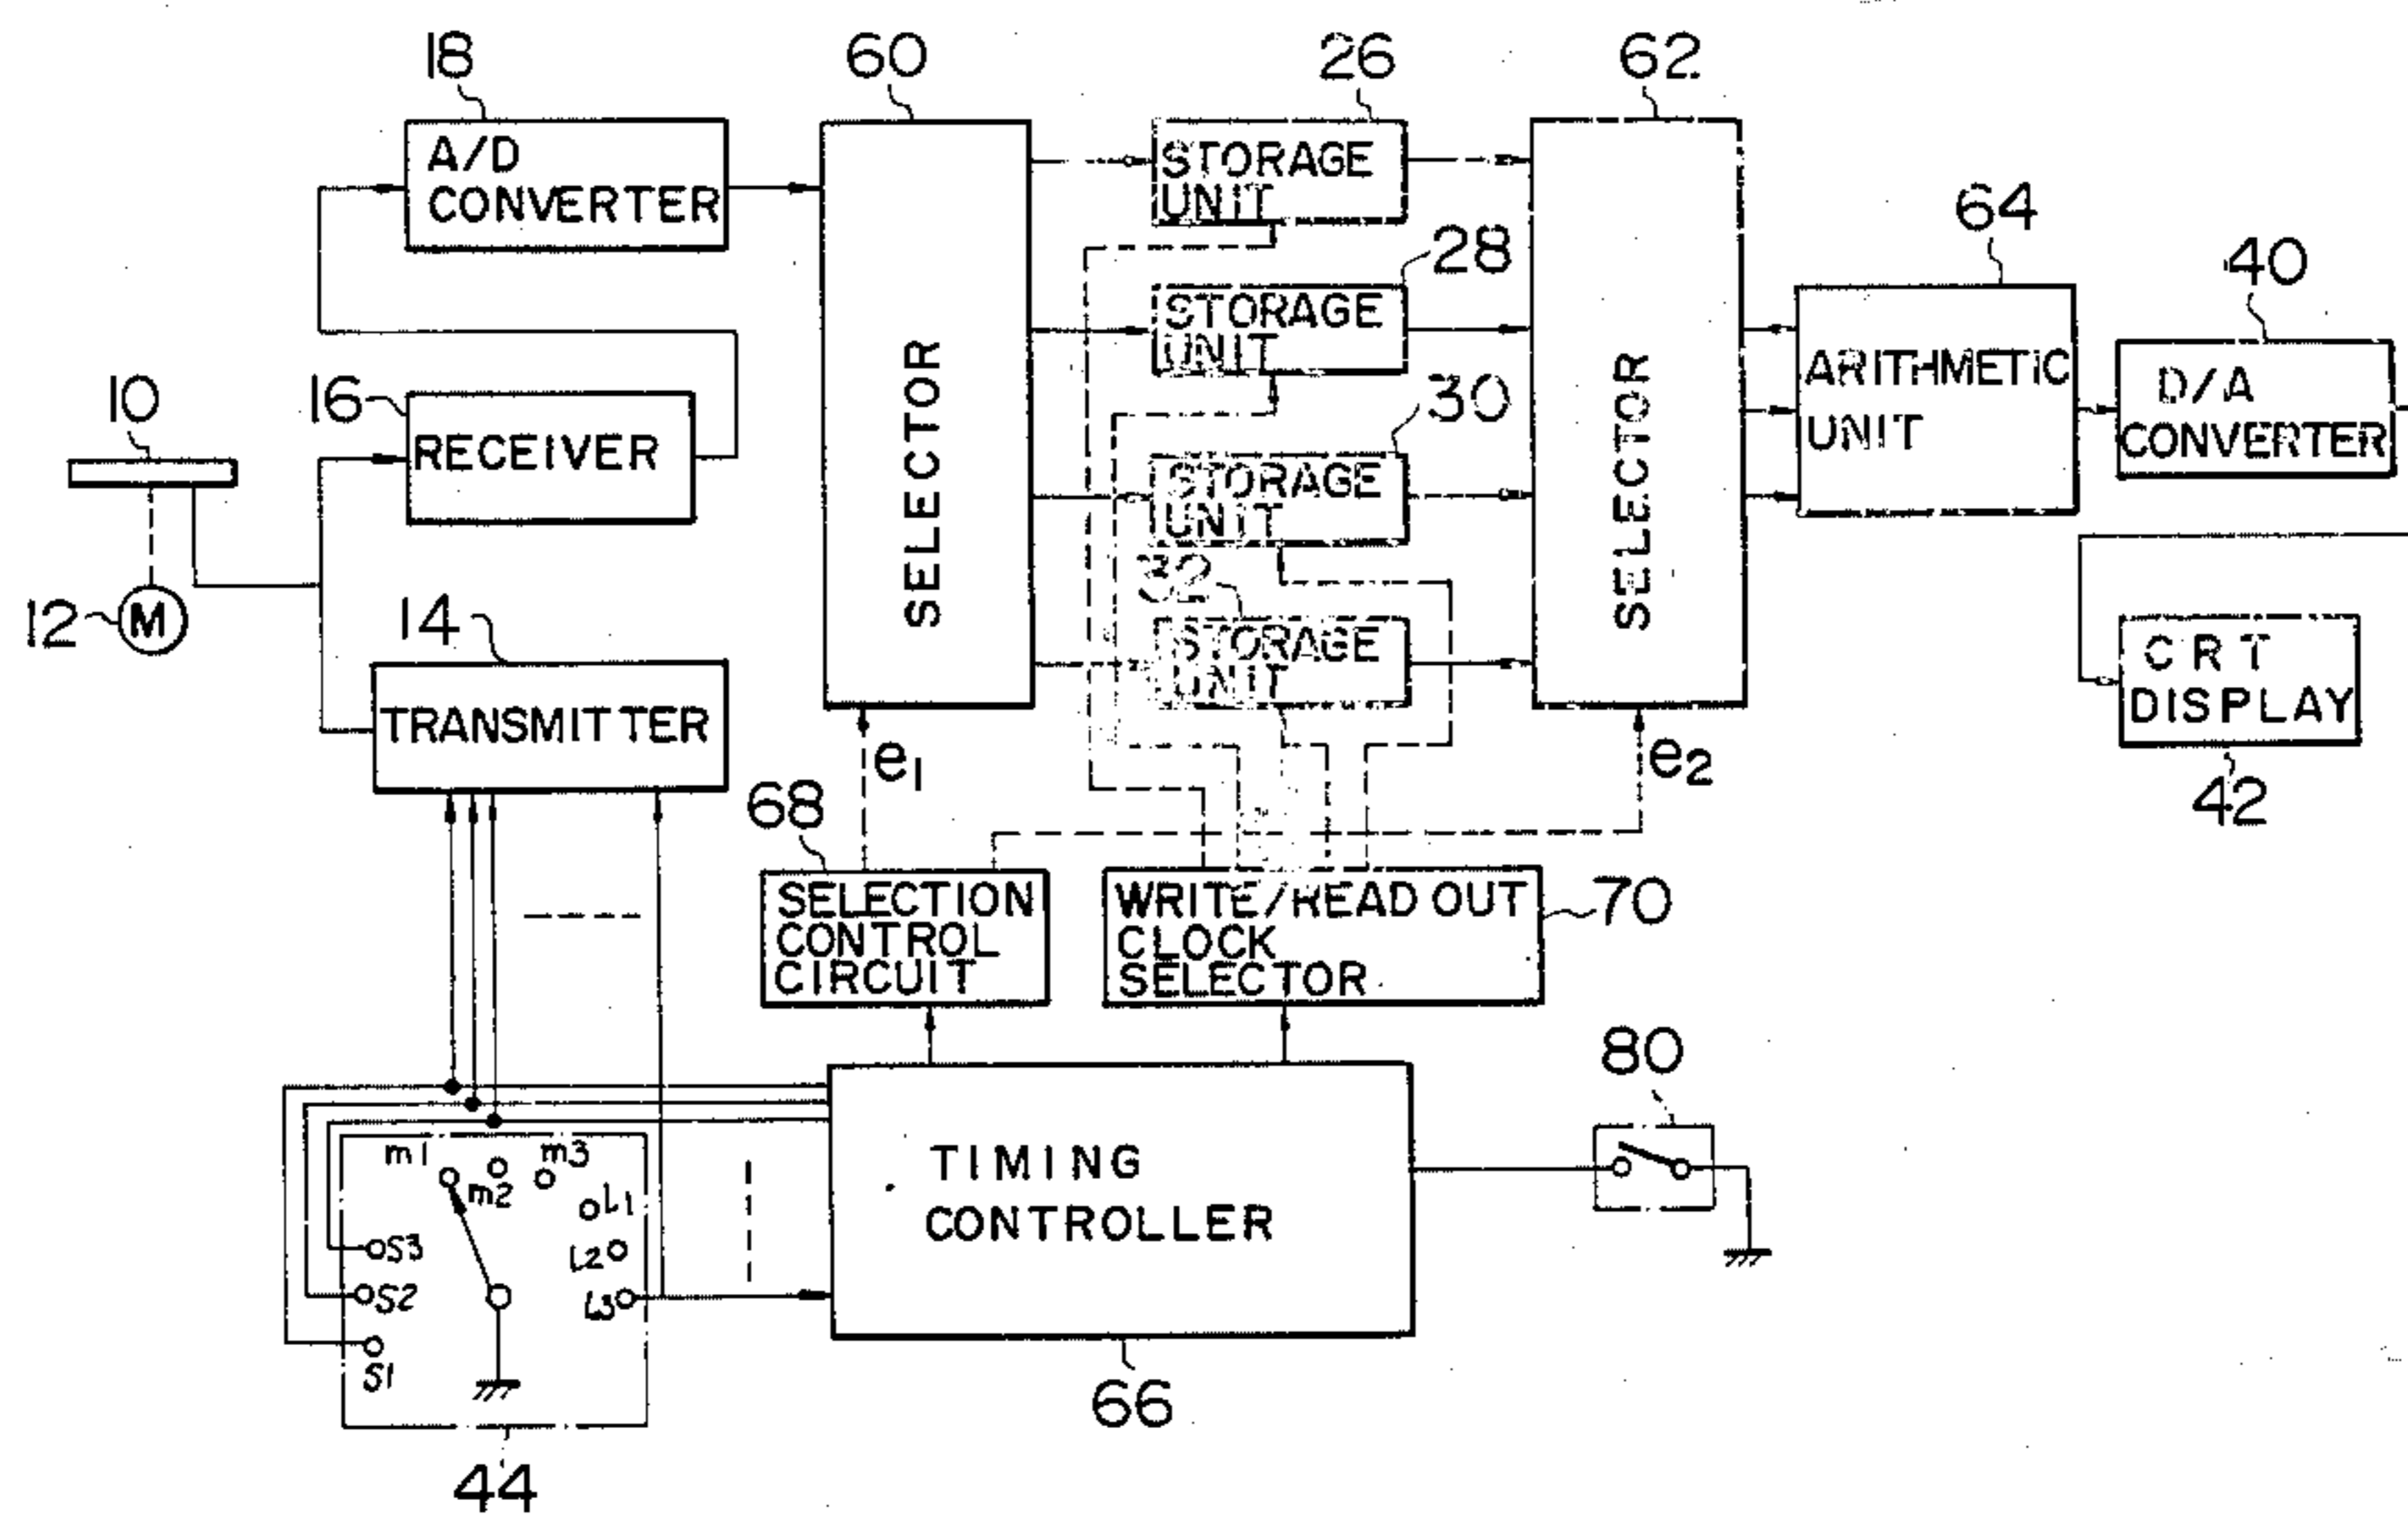 18
60
26
62
A/D
CONVERTER
STORAGE
UNIT
64
28
40
STORAGE
UNIT
SELECTOR
SELECTOR
ARITHMETIC
UNIT
D/A
CONVERTER
10
16
RECEIVER
30
STORAGE
UNIT
12
M
14
32
STORAGE
UNIT
CRT
DISPLAY
TRANSMITTER
e1
e2
42
68
SELECTION
CONTROL
CIRCUIT
WRITE/READ OUT
CLOCK
SELECTOR
70
80
m1
m2
m3
L1
L2
L3
S3
S2
S1
TIMING
CONTROLLER
66
44